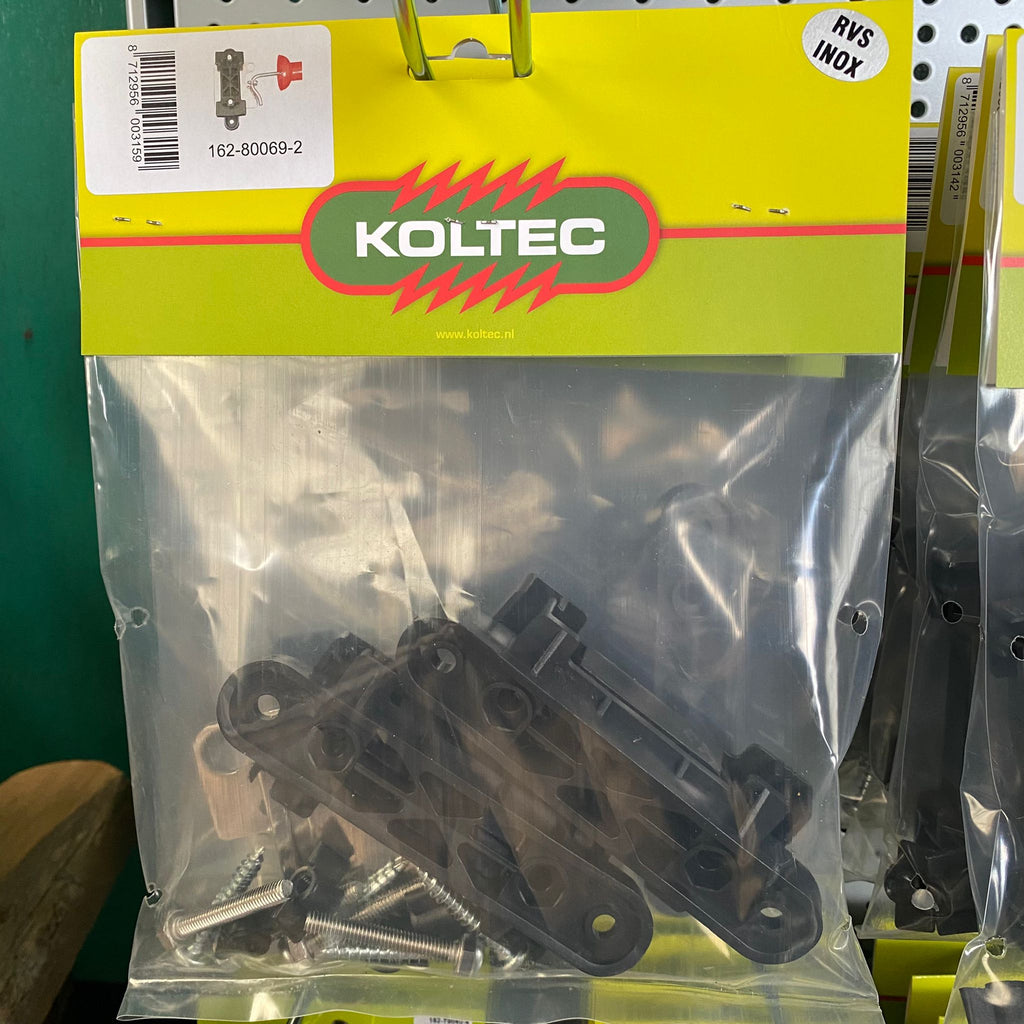 RVS
INOX
8 712956 003159
162-80069-2
KOLTEC
www.koltec.nl
8 712956 003142